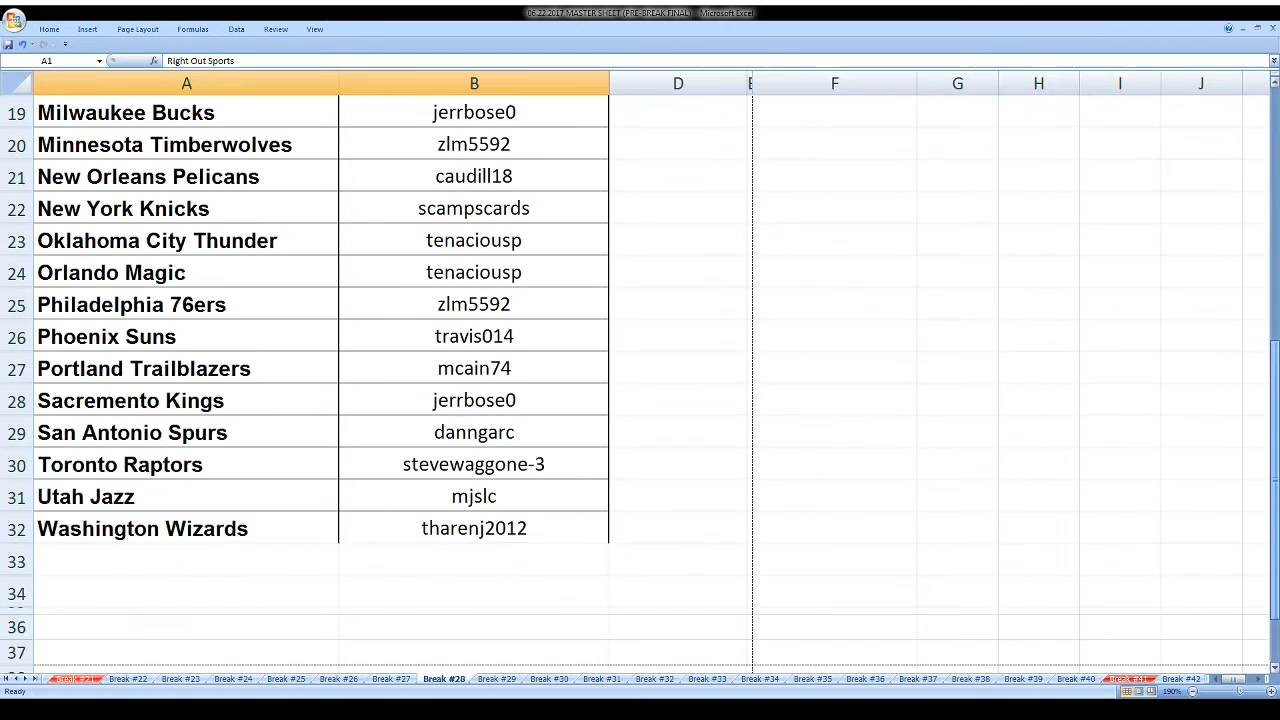 06.22.2017 MASTER SHEET (PRE-BREAK FINAL) - Microsoft Excel
Home Insert Page Layout Formulas Data Review View
A1 fx Right Out Sports
A B D E F G H I J
19 Milwaukee Bucks jerrbose0
20 Minnesota Timberwolves zlm5592
21 New Orleans Pelicans caudill18
22 New York Knicks scampscards
23 Oklahoma City Thunder tenaciousp
24 Orlando Magic tenaciousp
25 Philadelphia 76ers zlm5592
26 Phoenix Suns travis014
27 Portland Trailblazers mcain74
28 Sacremento Kings jerrbose0
29 San Antonio Spurs danngarc
30 Toronto Raptors stevewaggone-3
31 Utah Jazz mjslc
32 Washington Wizards tharenj2012
33
34
36
37
Break #21 Break #22 Break #23 Break #24 Break #25 Break #26 Break #27 Break #28 Break #29 Break #30 Break #31 Break #32 Break #33 Break #34 Break #35 Break #36 Break #37 Break #38 Break #39 Break #40 Break #41 Break #42
Ready 190%